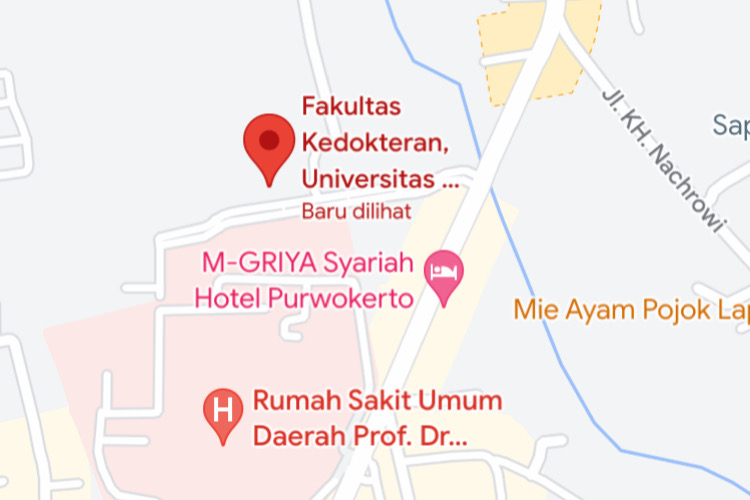 Fakultas
Kedokteran,
Universitas ...
Baru dilihat
Jl. KH. Nachrowi
Sap
M-GRIYA Syariah
Hotel Purwokerto
Mie Ayam Pojok Lap
H
Rumah Sakit Umum
Daerah Prof. Dr...